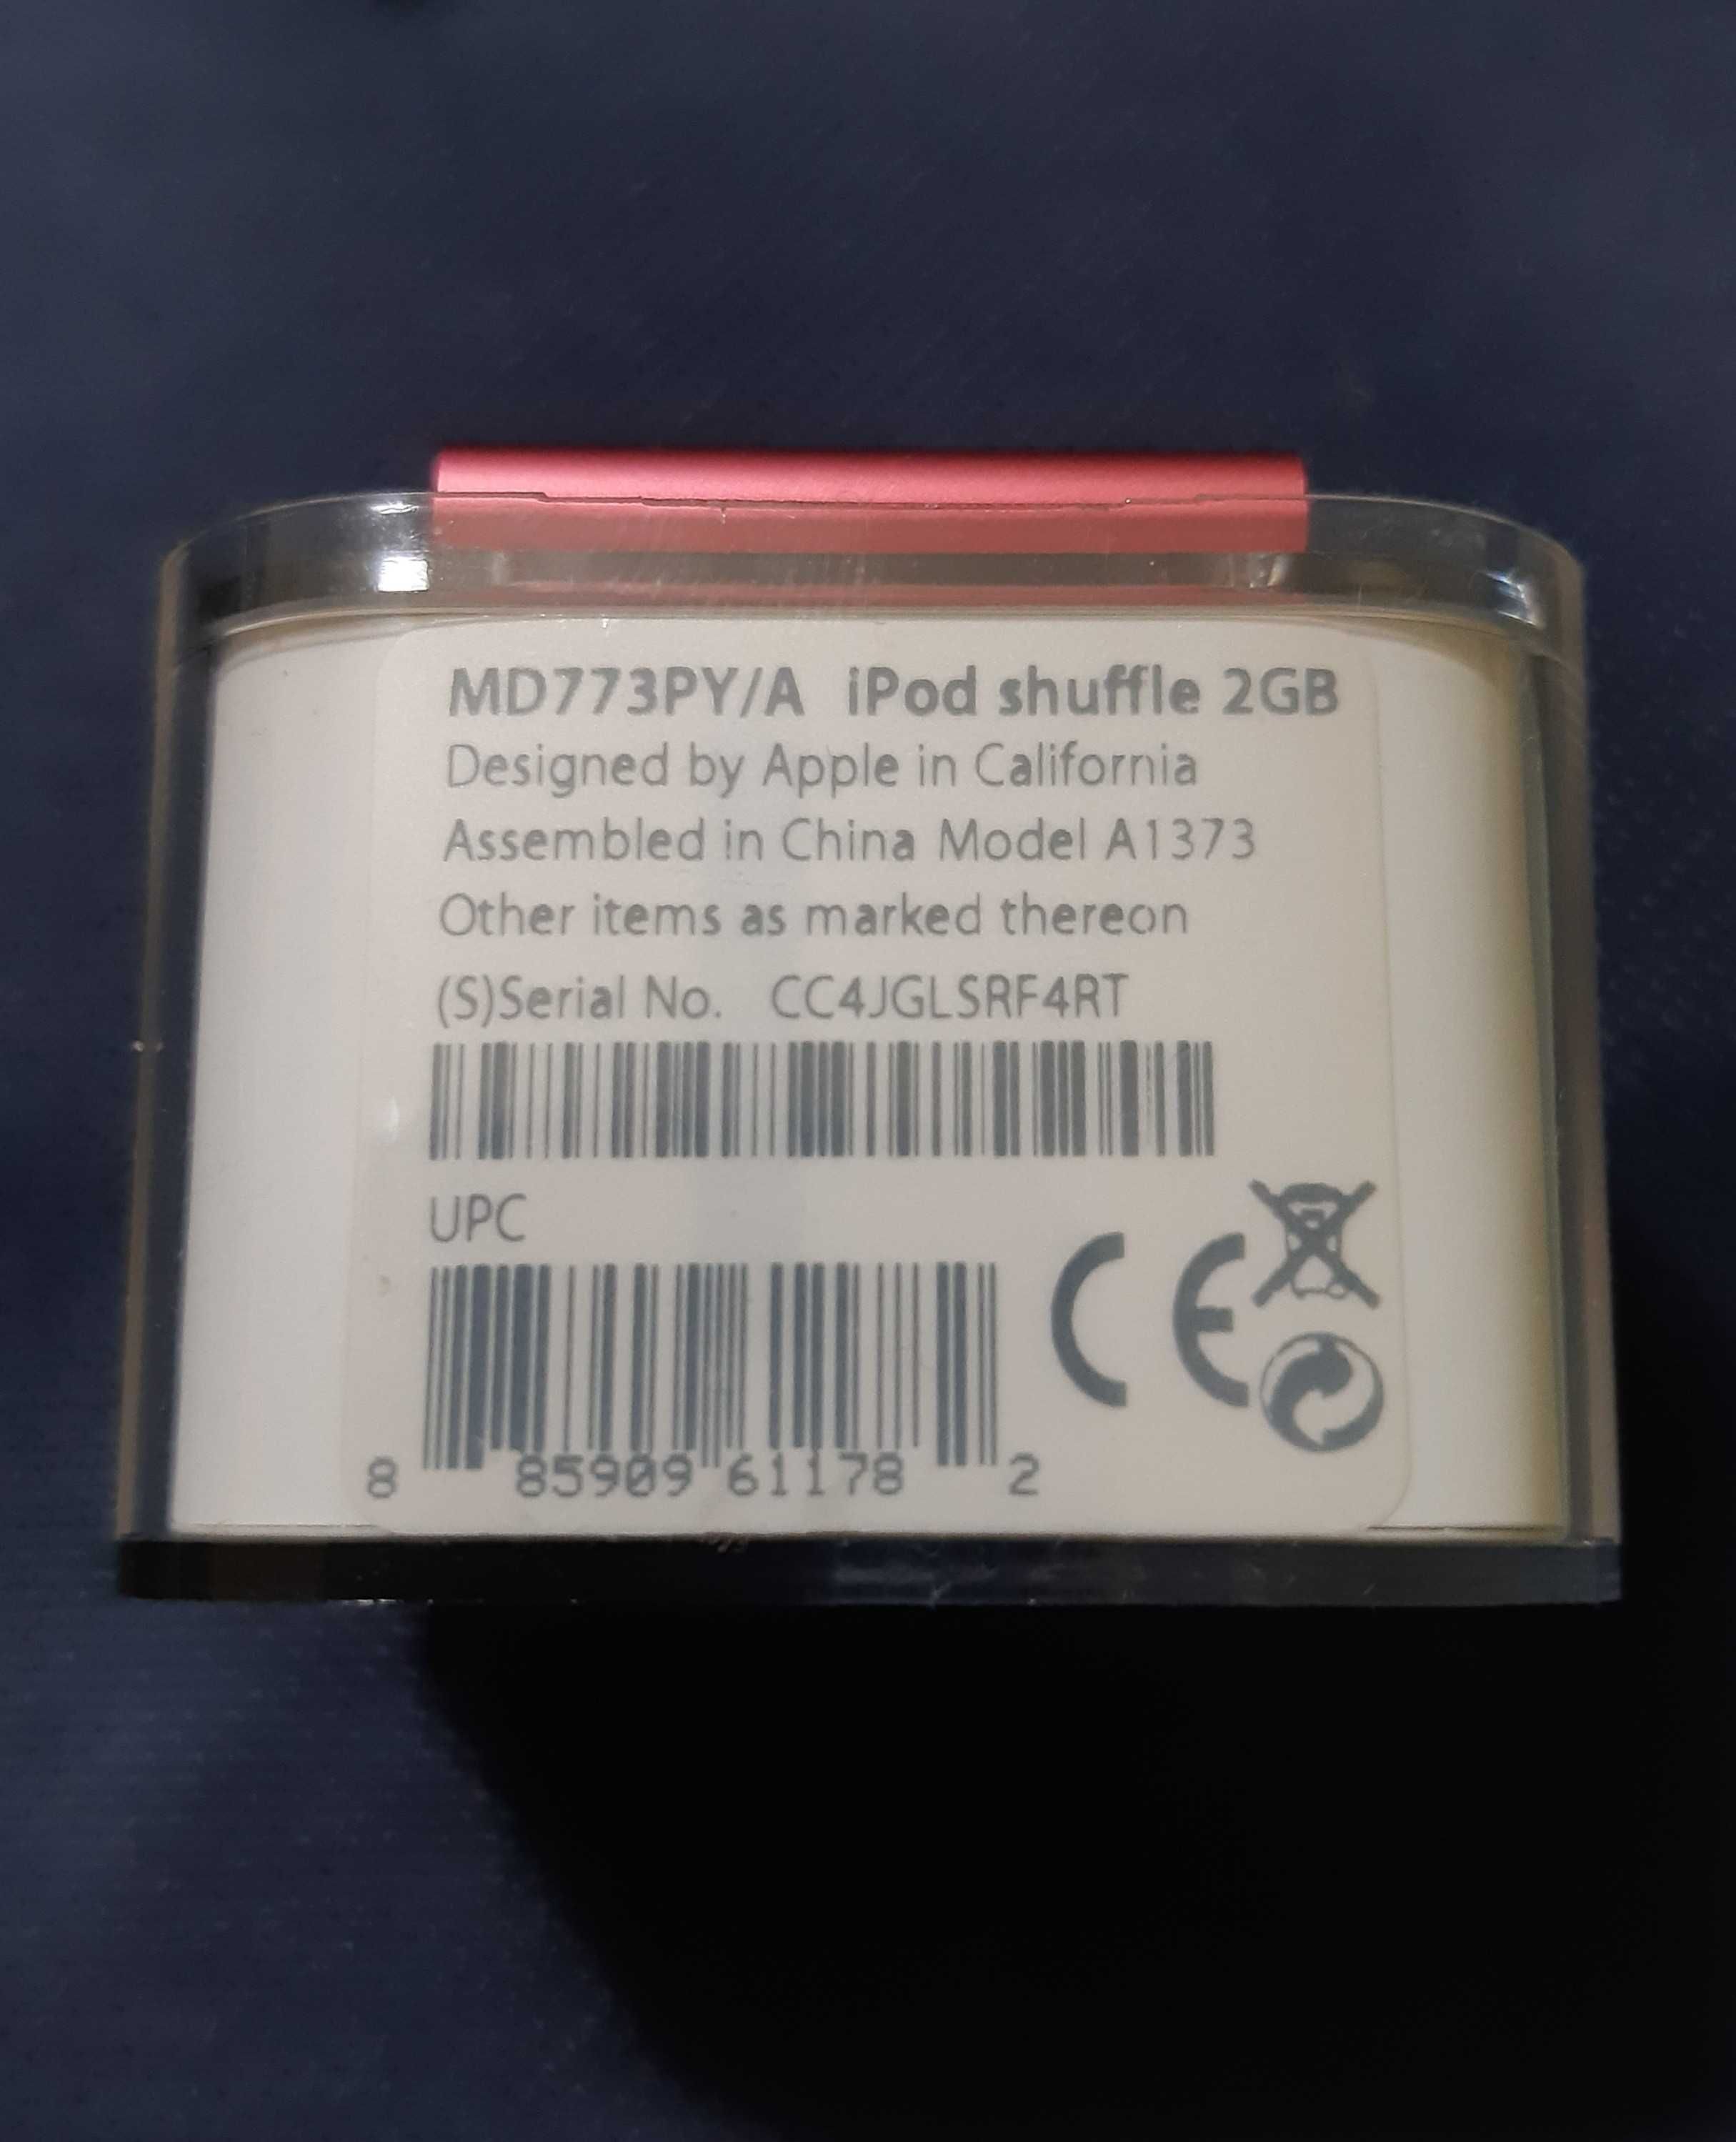 MD773PY/A iPod shuffle 2GB
Designed by Apple in California
Assembled in China Model A1373
Other items as marked thereon
(S)Serial No. CC4JGLSRF4RT
UPC
CE
8 85909 61178 2